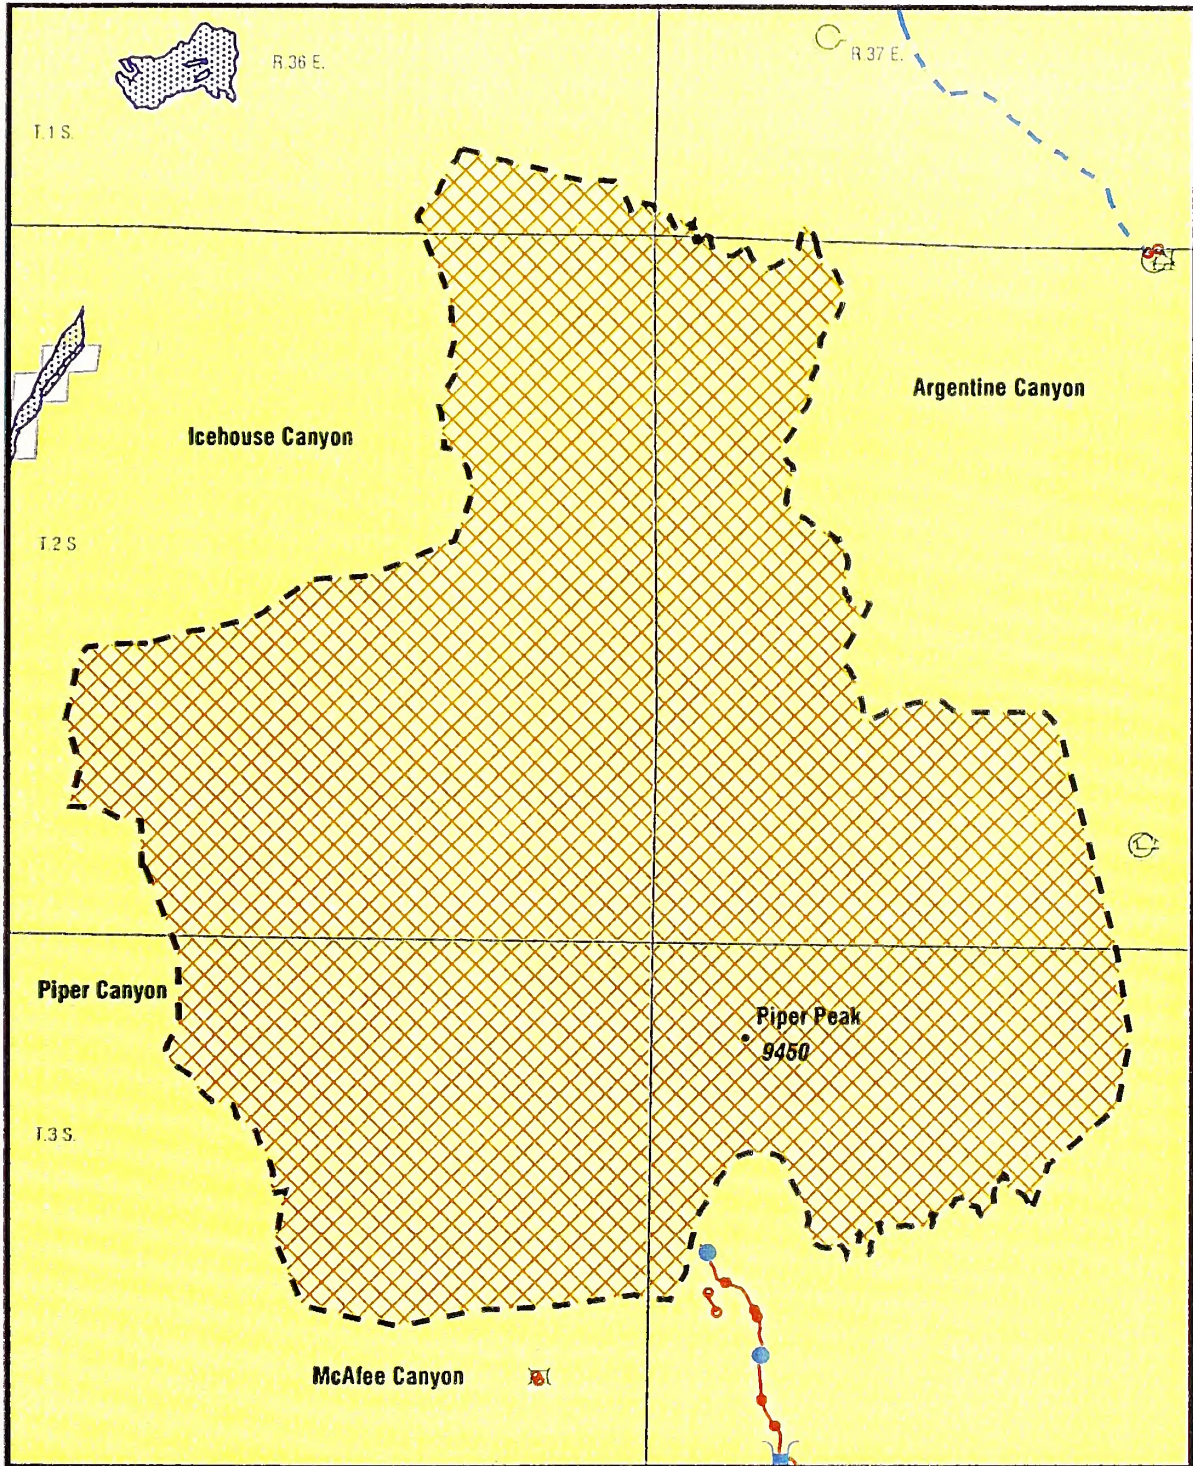 R.36 E.
R.37 E.
T.1 S.
Argentine Canyon
Icehouse Canyon
T.2 S
Piper Canyon
Piper Peak
9450
T.3 S.
McAfee Canyon